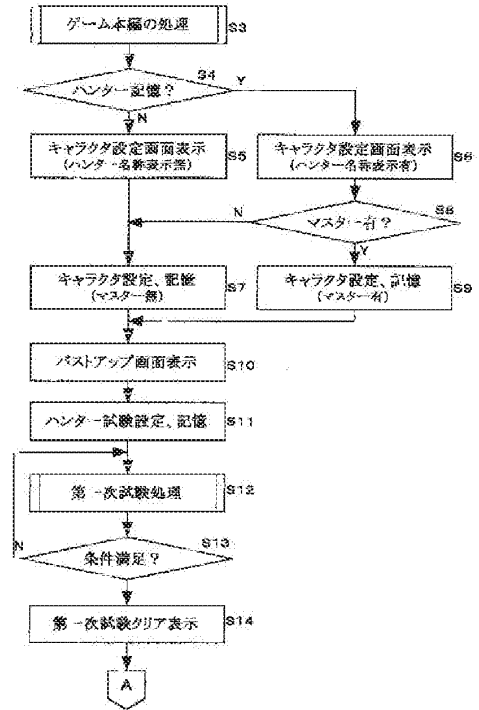 ゲーム本編の処理 S3
S4
ハンター記憶？ Y
N
キャラクタ設定画面表示
(ハンター名称表示無) S5
キャラクタ設定画面表示
(ハンター名称表示有) S6
N マスター有？ S8
Y
キャラクタ設定、記憶
(マスター無) S7
キャラクタ設定、記憶
(マスター有) S9
バストアップ画面表示 S10
ハンター試験設定、記憶 S11
第一次試験処理 S12
N 条件満足？ S13
第一次試験クリア表示 S14
A